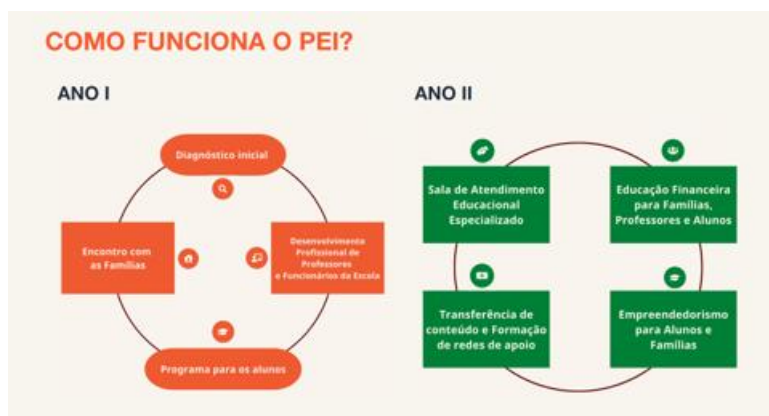 COMO FUNCIONA O PEI?
ANO I
Diagnóstico inicial
Encontro com
as Famílias
Desenvolvimento
Profissional de
Professores
e Funcionários da Escola
Programa para os alunos
ANO II
Sala de Atendimento
Educacional
Especializado
Educação Financeira
para Famílias,
Professores e Alunos
Transferência de
conteúdo e Formação
de redes de apoio
Empreendedorismo
para Alunos e
Famílias